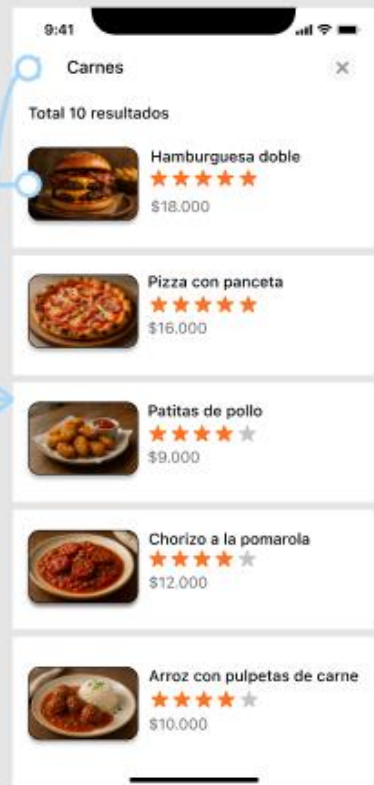 9:41
Carnes
Total 10 resultados
Hamburguesa doble
$18.000
Pizza con panceta
$16.000
Patitas de pollo
$9.000
Chorizo a la pomarola
$12.000
Arroz con pulpetas de carne
$10.000